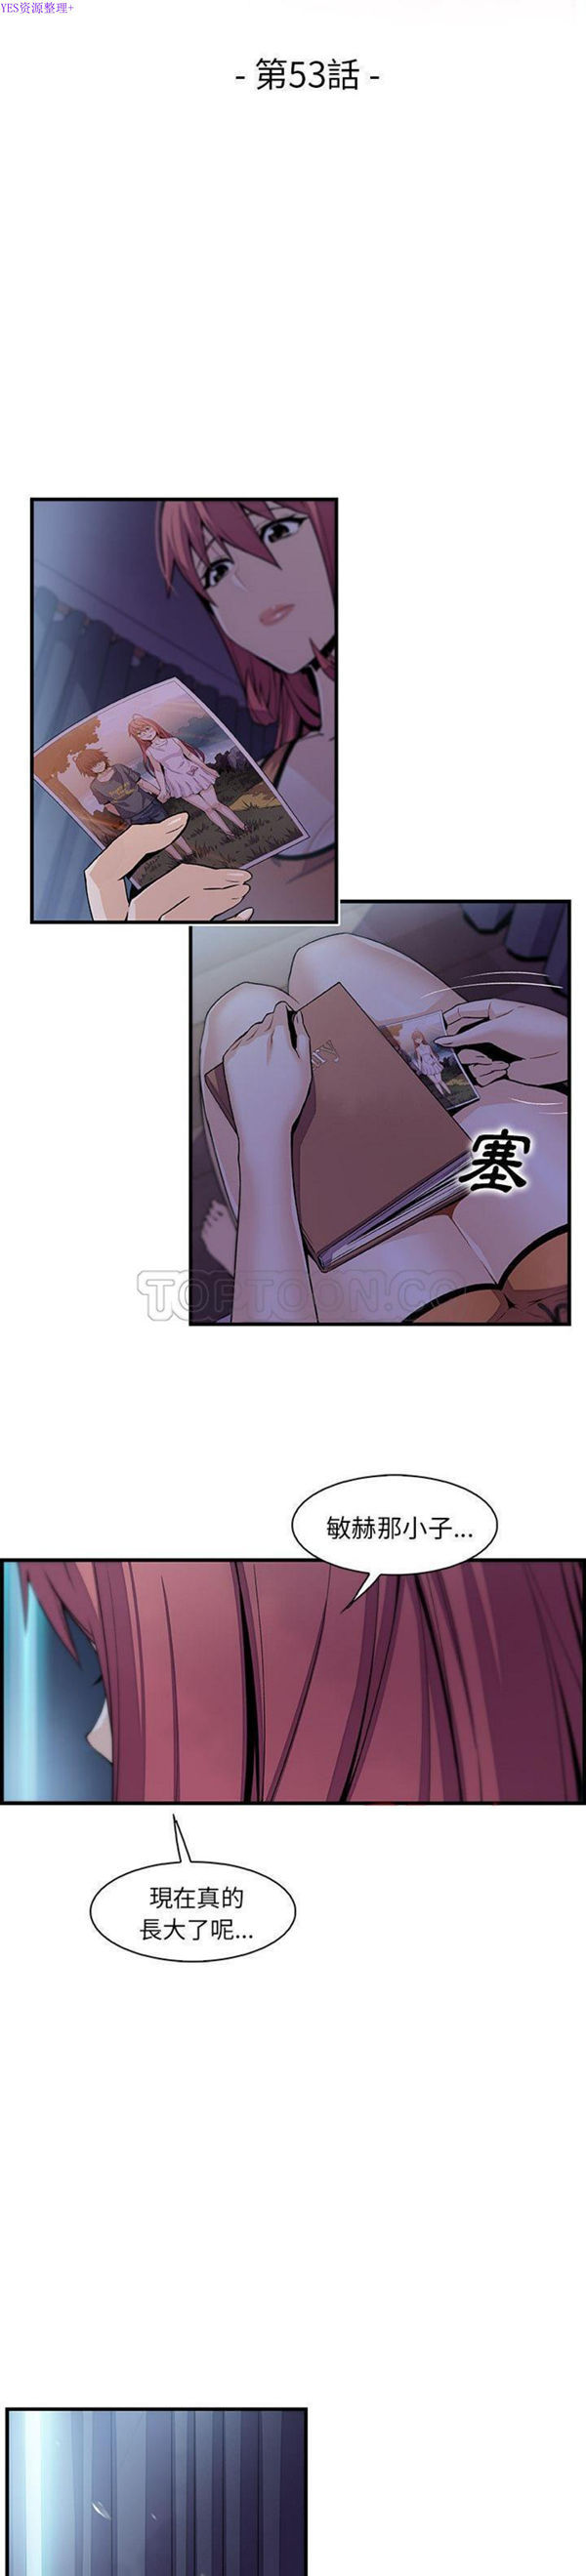 YES资源整理+
- 第53話 -
塞
TOPTOON.CO
敏赫那小子...
現在真的
長大了呢...